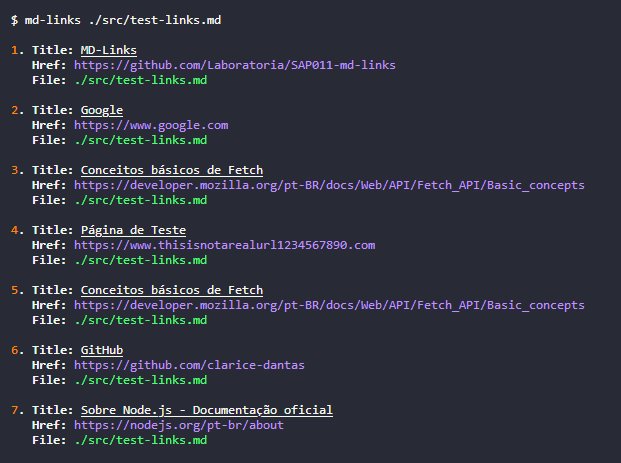 $ md-links ./src/test-links.md
1. Title: MD-Links
Href: https://github.com/Laboratoria/SAP011-md-links
File: ./src/test-links.md
2. Title: Google
Href: https://www.google.com
File: ./src/test-links.md
3. Title: Conceitos básicos de Fetch
Href: https://developer.mozilla.org/pt-BR/docs/Web/API/Fetch_API/Basic_concepts
File: ./src/test-links.md
4. Title: Página de Teste
Href: https://www.thisisnotarealurl1234567890.com
File: ./src/test-links.md
5. Title: Conceitos básicos de Fetch
Href: https://developer.mozilla.org/pt-BR/docs/Web/API/Fetch_API/Basic_concepts
File: ./src/test-links.md
6. Title: GitHub
Href: https://github.com/clarice-dantas
File: ./src/test-links.md
7. Title: Sobre Node.js - Documentação oficial
Href: https://nodejs.org/pt-br/about
File: ./src/test-links.md